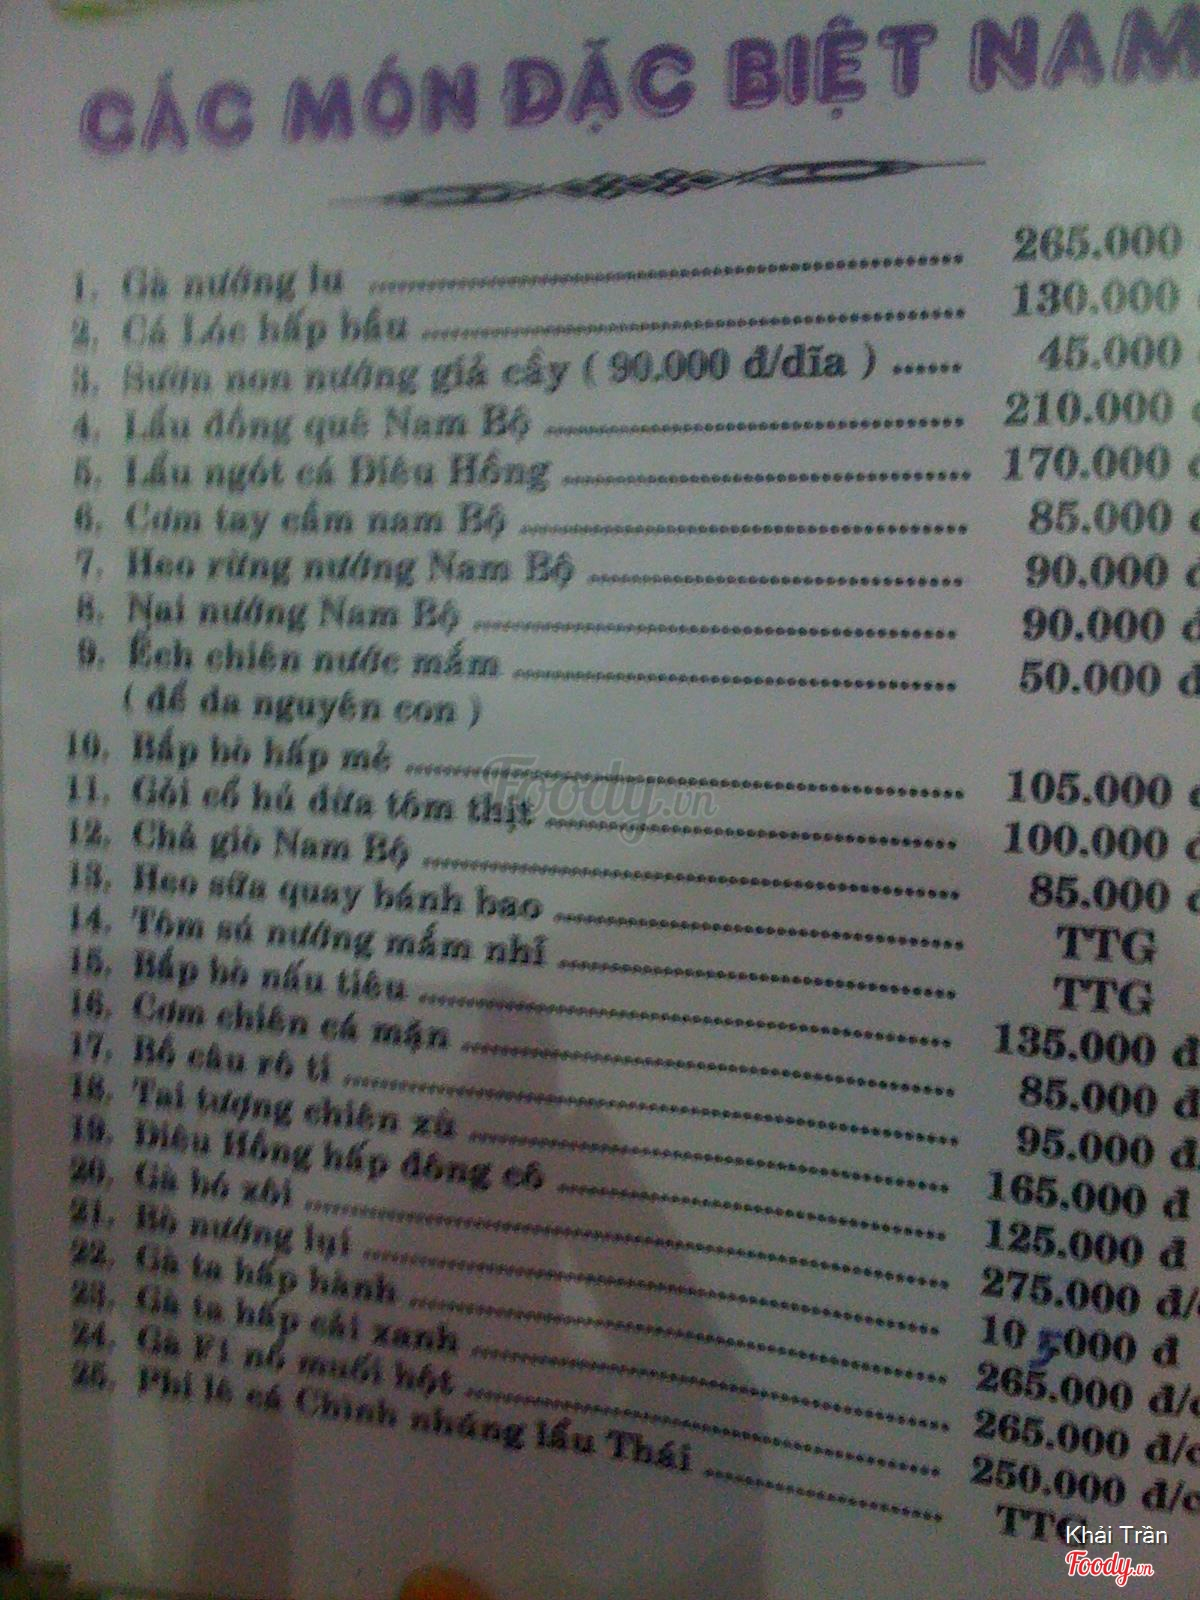 CÁC MÓN ĐẶC BIỆT NAM
1. Gà nướng lu 265.000
2. Cá Lóc hấp bầu 130.000
3. Sườn non nướng giả cầy ( 90.000 đ/dĩa ) 45.000
4. Lẩu đồng quê Nam Bộ 210.000 đ
5. Lẩu ngót cá Diêu Hồng 170.000 đ
6. Cơm tay cầm nam Bộ 85.000 đ
7. Heo rừng nướng Nam Bộ 90.000 đ
8. Nai nướng Nam Bộ 90.000 đ
9. Ếch chiên nước mắm 50.000 đ
( để da nguyên con )
10. Bắp bò hấp mẻ 105.000 đ
11. Gỏi cổ hủ dừa tôm thịt 100.000 đ
12. Chả giò Nam Bộ 85.000 đ
13. Heo sữa quay bánh bao TTG
14. Tôm sú nướng mắm nhỉ TTG
15. Bắp bò nấu tiêu 135.000 đ
16. Cơm chiên cá mặn 85.000 đ
17. Bồ câu rô ti 95.000 đ/
18. Tai tượng chiên xù 165.000 đ
19. Diêu Hồng hấp đông cô 125.000 đ
20. Gà bó xôi 275.000 đ/c
21. Bò nướng lụi 105000 đ
22. Gà ta hấp hành 265.000 đ/c
23. Gà ta hấp cải xanh 265.000 đ/c
24. Gà Ri nổ muối hột 250.000 đ/c
25. Phi lê cá Chình nhúng lẩu Thái TTG
Foody.vn
Khải Trần
Foody.vn